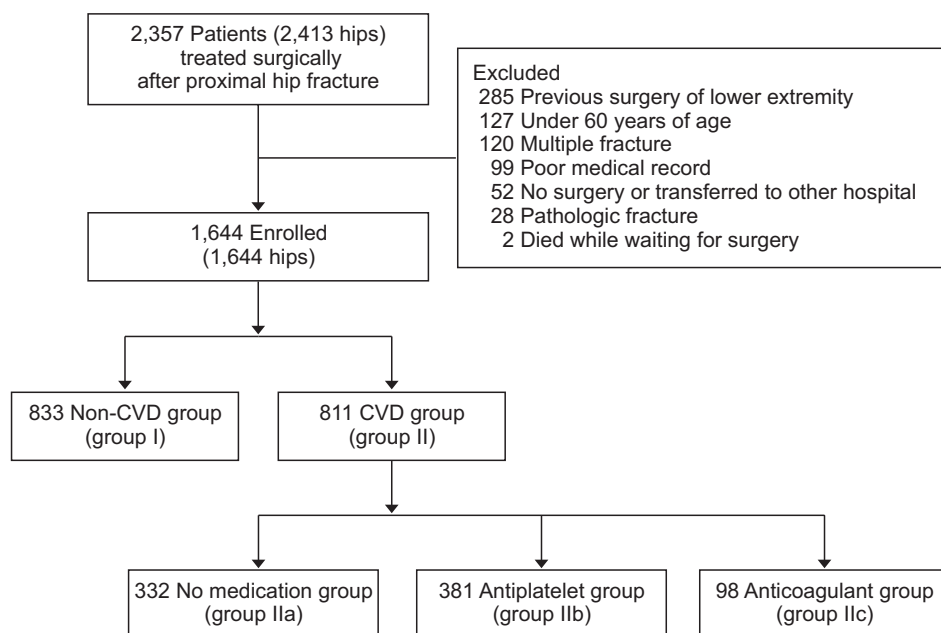 2,357 Patients (2,413 hips)
treated surgically
after proximal hip fracture
Excluded
285 Previous surgery of lower extremity
127 Under 60 years of age
120 Multiple fracture
99 Poor medical record
52 No surgery or transferred to other hospital
28 Pathologic fracture
2 Died while waiting for surgery
1,644 Enrolled
(1,644 hips)
833 Non-CVD group
(group I)
811 CVD group
(group II)
332 No medication group
(group IIa)
381 Antiplatelet group
(group IIb)
98 Anticoagulant group
(group IIc)